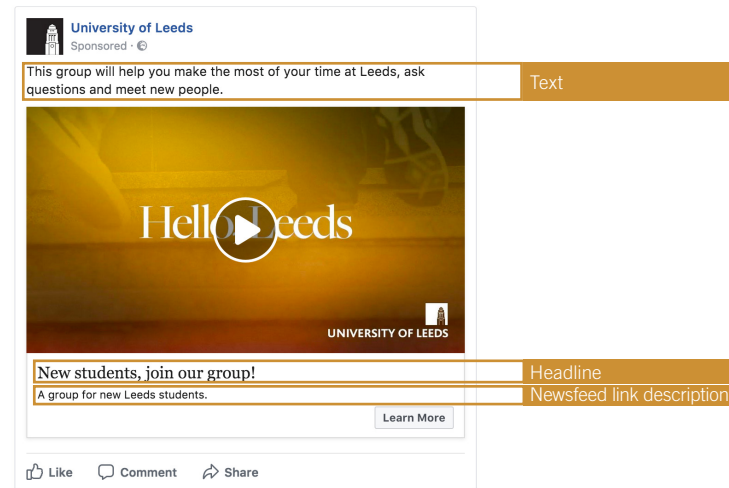 University of Leeds
Sponsored ·
This group will help you make the most of your time at Leeds, ask
questions and meet new people.
Text
Hello Leeds
UNIVERSITY OF LEEDS
New students, join our group!
Headline
A group for new Leeds students.
Newsfeed link description
Learn More
Like Comment Share